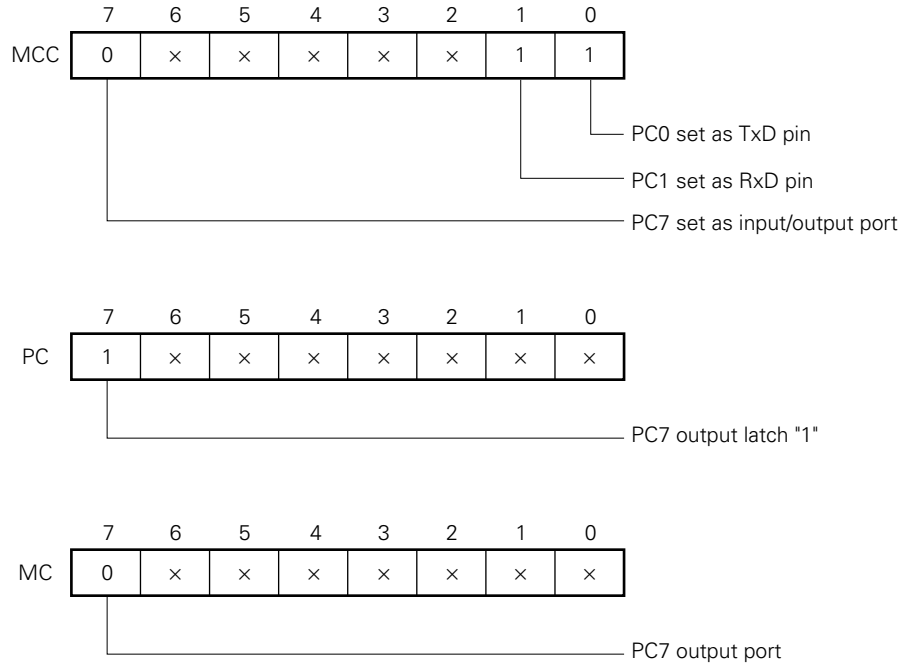 7 6 5 4 3 2 1 0
MCC 0 × × × × × 1 1
PC0 set as TxD pin
PC1 set as RxD pin
PC7 set as input/output port
7 6 5 4 3 2 1 0
PC 1 × × × × × × ×
PC7 output latch "1"
7 6 5 4 3 2 1 0
MC 0 × × × × × × ×
PC7 output port